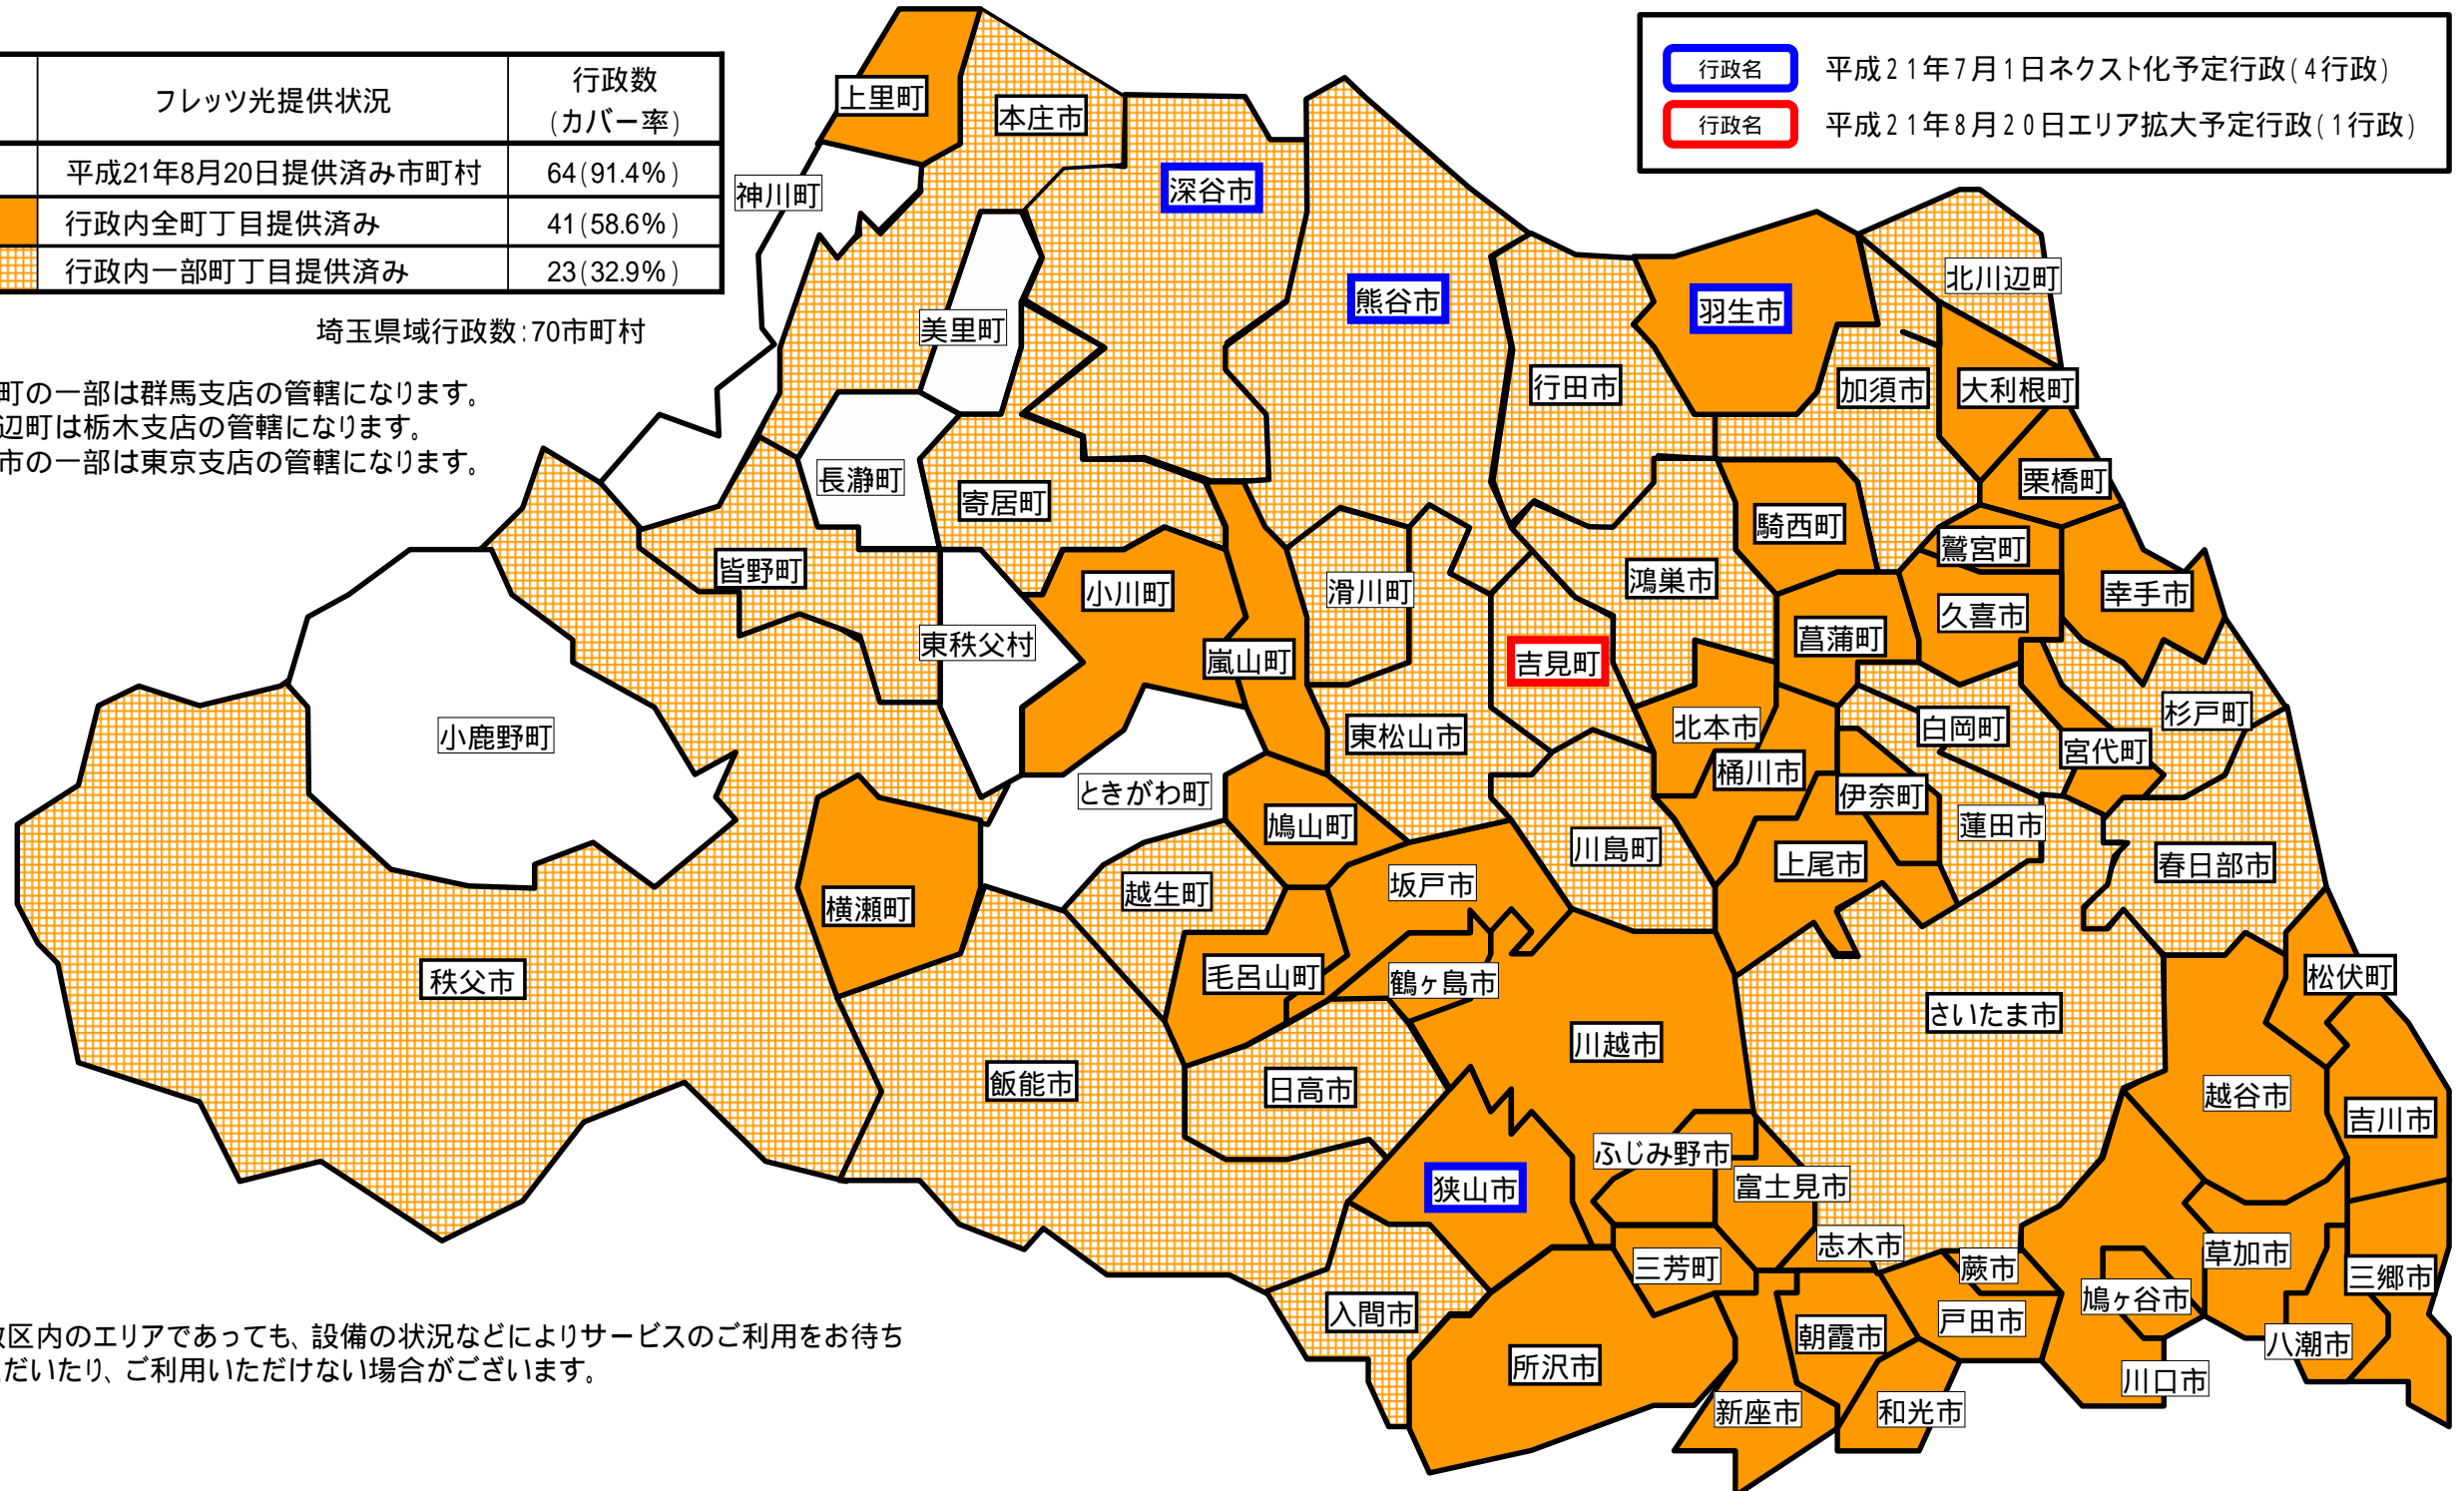 フレッツ光提供状況
行政数
(カバー率)
平成21年8月20日提供済み市町村
64(91.4%)
行政内全町丁目提供済み
41(58.6%)
行政内一部町丁目提供済み
23(32.9%)
埼玉県域行政数:70市町村
町の一部は群馬支店の管轄になります。
辺町は栃木支店の管轄になります。
市の一部は東京支店の管轄になります。
行政名
平成21年7月1日ネクスト化予定行政(4行政)
行政名
平成21年8月20日エリア拡大予定行政(1行政)
上里町
本庄市
神川町
深谷市
熊谷市
羽生市
北川辺町
美里町
行田市
加須市
大利根町
長瀞町
寄居町
栗橋町
騎西町
鷲宮町
皆野町
小川町
滑川町
鴻巣市
久喜市
幸手市
東秩父村
嵐山町
吉見町
菖蒲町
小鹿野町
東松山市
北本市
白岡町
杉戸町
宮代町
ときがわ町
桶川市
伊奈町
鳩山町
川島町
蓮田市
上尾市
春日部市
横瀬町
越生町
坂戸市
秩父市
毛呂山町
鶴ヶ島市
松伏町
さいたま市
川越市
飯能市
日高市
越谷市
吉川市
ふじみ野市
狭山市
富士見市
志木市
三芳町
蕨市
草加市
三郷市
入間市
鳩ヶ谷市
朝霞市
戸田市
八潮市
所沢市
川口市
新座市
和光市
区内のエリアであっても、設備の状況などによりサービスのご利用をお待ち
だいたり、ご利用いただけない場合がございます。